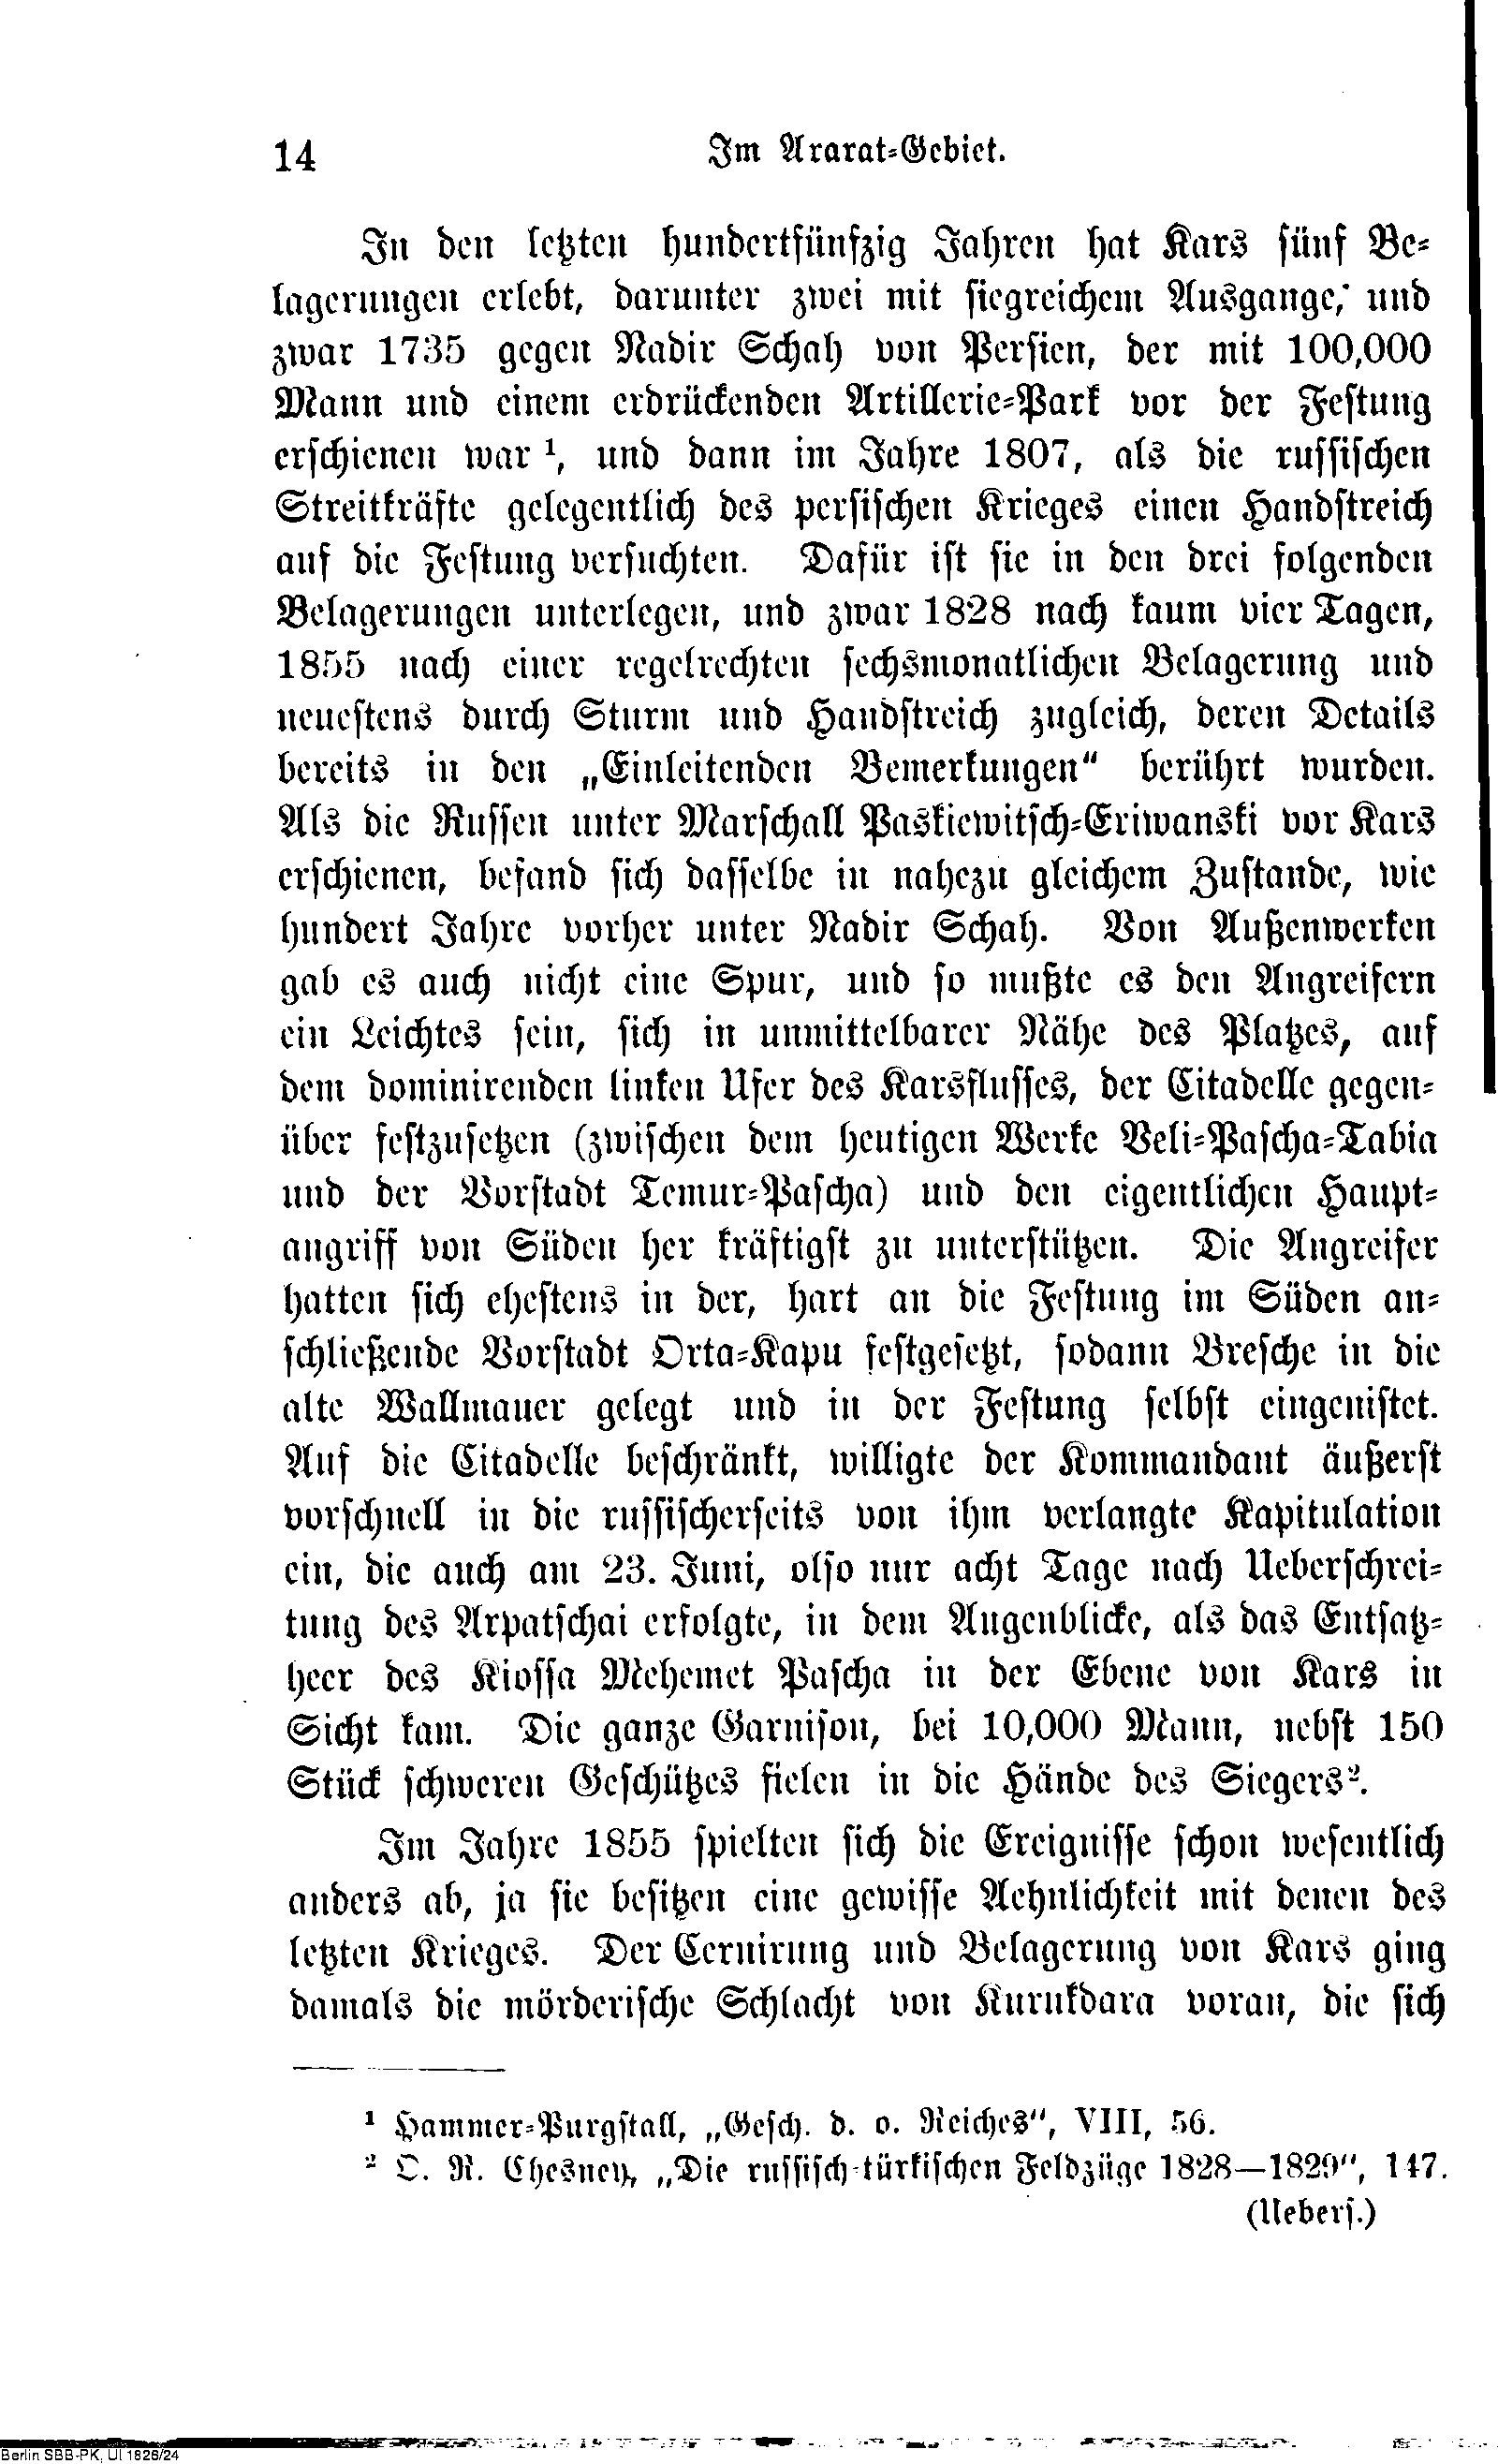 14 Im Ararat-Gebiet.
In den letzten hundertfünfzig Jahren hat Kars fünf Be-
lagerungen erlebt, darunter zwei mit siegreichem Ausgange, und
zwar 1735 gegen Nadir Schah von Persien, der mit 100,000
Mann und einem erdrückenden Artillerie-Park vor der Festung
erschienen war ¹, und dann im Jahre 1807, als die russischen
Streitkräfte gelegentlich des persischen Krieges einen Handstreich
auf die Festung versuchten. Dafür ist sie in den drei folgenden
Belagerungen unterlegen, und zwar 1828 nach kaum vier Tagen,
1855 nach einer regelrechten sechsmonatlichen Belagerung und
neuestens durch Sturm und Handstreich zugleich, deren Details
bereits in den „Einleitenden Bemerkungen“ berührt wurden.
Als die Russen unter Marschall Paskiewitsch-Eriwanski vor Kars
erschienen, befand sich dasselbe in nahezu gleichem Zustande, wie
hundert Jahre vorher unter Nadir Schah. Von Außenwerken
gab es auch nicht eine Spur, und so mußte es den Angreifern
ein Leichtes sein, sich in unmittelbarer Nähe des Platzes, auf
dem dominirenden linken Ufer des Karsflusses, der Citadelle gegen-
über festzusetzen (zwischen dem heutigen Werke Veli-Pascha-Tabia
und der Vorstadt Temur-Pascha) und den eigentlichen Haupt-
angriff von Süden her kräftigst zu unterstützen. Die Angreifer
hatten sich ehestens in der, hart an die Festung im Süden an-
schließende Vorstadt Orta-Kapu festgesetzt, sodann Bresche in die
alte Wallmauer gelegt und in der Festung selbst eingenistet.
Auf die Citadelle beschränkt, willigte der Kommandant äußerst
vorschnell in die russischerseits von ihm verlangte Kapitulation
ein, die auch am 23. Juni, olso nur acht Tage nach Ueberschrei-
tung des Arpatschai erfolgte, in dem Augenblicke, als das Entsatz-
heer des Kiossa Mehemet Pascha in der Ebene von Kars in
Sicht kam. Die ganze Garnison, bei 10,000 Mann, nebst 150
Stück schweren Geschützes fielen in die Hände des Siegers².
Im Jahre 1855 spielten sich die Ereignisse schon wesentlich
anders ab, ja sie besitzen eine gewisse Aehnlichkeit mit denen des
letzten Krieges. Der Cernirung und Belagerung von Kars ging
damals die mörderische Schlacht von Kurukdara voran, die sich
¹ Hammer-Purgstall, „Gesch. d. o. Reiches“, VIII, 56.
² O. R. Chesney, „Die russisch-türkischen Feldzüge 1828—1829“, 147.
(Uebers.)
Berlin SBB-PK, UI 1826/24